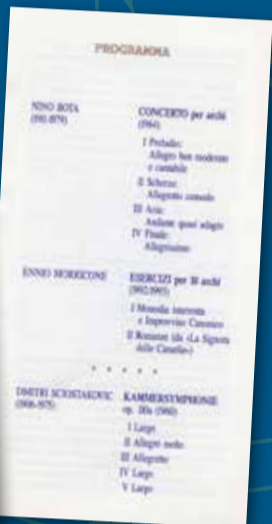 PROGRAMMA
NINO ROTA CONCERTO per archi
(1911-1979) (1964)
I Preludio:
Allegro ben moderato
e cantabile
II Scherzo:
Allegretto comodo
III Aria:
Andante quasi adagio
IV Finale:
Allegrissimo
ENNIO MORRICONE ESERCIZI per 10 archi
(1992/1993)
I Monodia interrotta
e Improvviso Canonico
II Romanza (da «La Signora
delle Camelie»)
* * * * *
DMITRI SCIOSTAKOVIC KAMMERSYMPHONIE
(1906-1975) op. 110a (1960)
I Largo
II Allegro molto
III Allegretto
IV Largo
V Largo